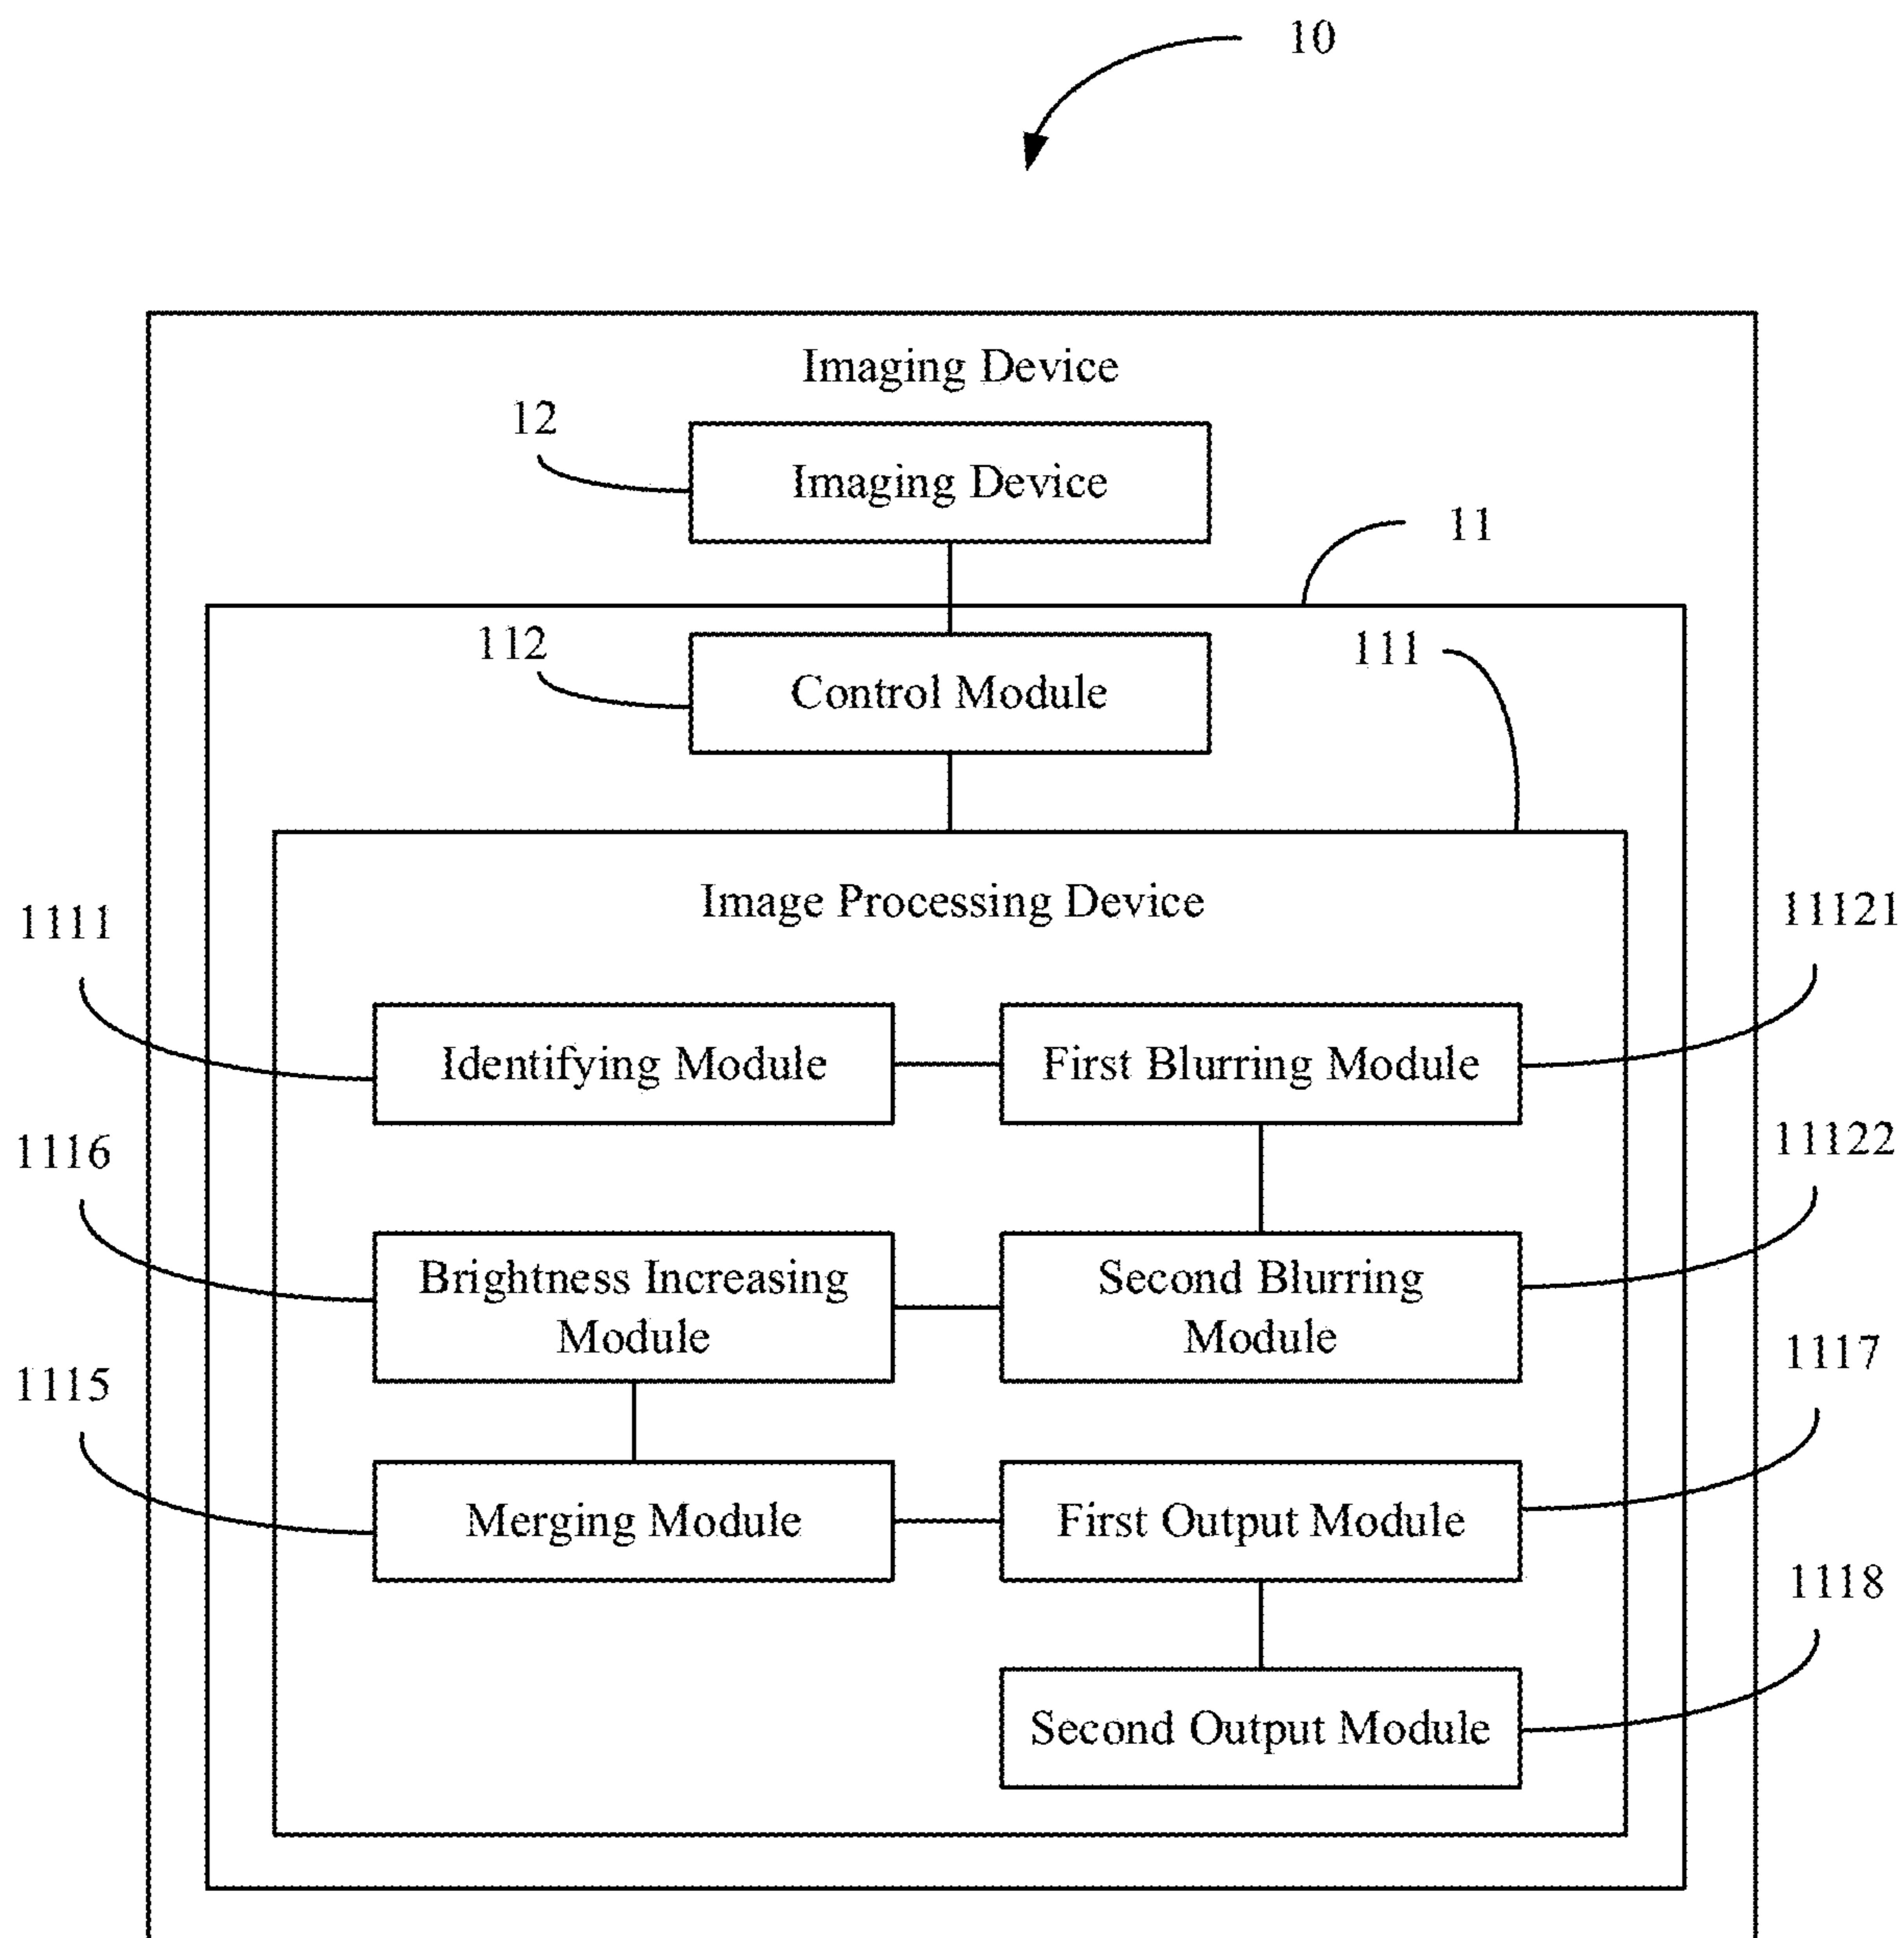 10
Imaging Device
12
Imaging Device
11
112
Control Module
111
Image Processing Device
1111
11121
Identifying Module
First Blurring Module
1116
11122
Brightness Increasing
Module
Second Blurring
Module
1115
1117
Merging Module
First Output Module
1118
Second Output Module